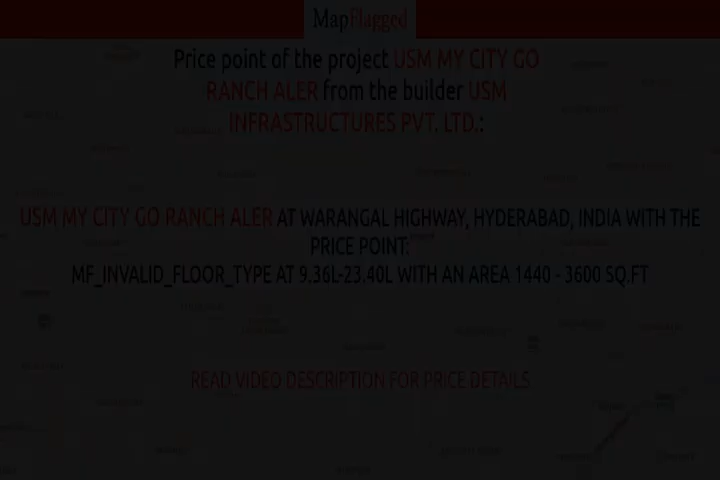 MapFlagged
Price point of the project USM MY CITY GO
RANCH ALER from the builder USM
INFRASTRUCTURES PVT. LTD.:
USM MY CITY GO RANCH ALER AT WARANGAL HIGHWAY, HYDERABAD, INDIA WITH THE
PRICE POINT:
MF_INVALID_FLOOR_TYPE AT 9.36L-23.40L WITH AN AREA 1440 - 3600 SQ.FT
READ VIDEO DESCRIPTION FOR PRICE DETAILS